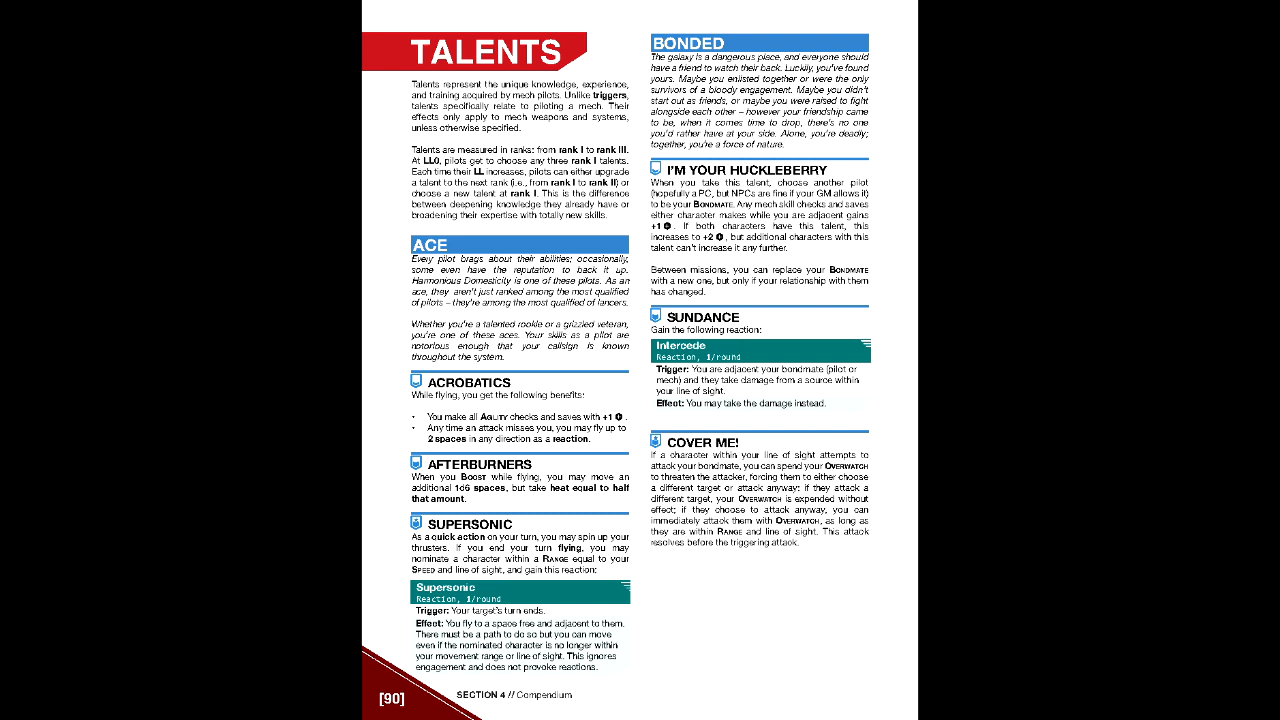 TALENTS
Talents represent the unique knowledge, experience,
and training acquired by mech pilots. Unlike triggers,
talents specifically relate to piloting a mech. Their
effects only apply to mech weapons and systems,
unless otherwise specified.
Talents are measured in ranks: from rank I to rank III.
At LL0, pilots get to choose any three rank I talents.
Each time their LL increases, pilots can either upgrade
a talent to the next rank (i.e., from rank I to rank II) or
choose a new talent at rank I. This is the difference
between deepening knowledge they already have or
broadening their expertise with totally new skills.
ACE
Every pilot brags about their abilities; occasionally,
some even have the reputation to back it up.
Harmonious Domesticity is one of these pilots. As an
ace, they aren't just ranked among the most qualified
of pilots – they're among the most qualified of lancers.
Whether you're a talented rookie or a grizzled veteran,
you're one of these aces. Your skills as a pilot are
notorious enough that your callsign is known
throughout the system.
ACROBATICS
While flying, you get the following benefits:
• You make all AGILITY checks and saves with +1 .
• Any time an attack misses you, you may fly up to
2 spaces in any direction as a reaction.
AFTERBURNERS
When you BOOST while flying, you may move an
additional 1d6 spaces, but take heat equal to half
that amount.
SUPERSONIC
As a quick action on your turn, you may spin up your
thrusters. If you end your turn flying, you may
nominate a character within a RANGE equal to your
SPEED and line of sight, and gain this reaction:
Supersonic
Reaction, 1/round
Trigger: Your target's turn ends.
Effect: You fly to a space free and adjacent to them.
There must be a path to do so but you can move
even if the nominated character is no longer within
your movement range or line of sight. This ignores
engagement and does not provoke reactions.
BONDED
The galaxy is a dangerous place, and everyone should
have a friend to watch their back. Luckily, you've found
yours. Maybe you enlisted together or were the only
survivors of a bloody engagement. Maybe you didn't
start out as friends, or maybe you were raised to fight
alongside each other – however your friendship came
to be, when it comes time to drop, there's no one
you'd rather have at your side. Alone, you're deadly;
together, you're a force of nature.
I'M YOUR HUCKLEBERRY
When you take this talent, choose another pilot
(hopefully a PC, but NPCs are fine if your GM allows it)
to be your BONDMATE. Any mech skill checks and saves
either character makes while you are adjacent gains
+1 . If both characters have this talent, this
increases to +2 , but additional characters with this
talent can't increase it any further.
Between missions, you can replace your BONDMATE
with a new one, but only if your relationship with them
has changed.
SUNDANCE
Gain the following reaction:
Intercede
Reaction, 1/round
Trigger: You are adjacent your bondmate (pilot or
mech) and they take damage from a source within
your line of sight.
Effect: You may take the damage instead.
COVER ME!
If a character within your line of sight attempts to
attack your bondmate, you can spend your OVERWATCH
to threaten the attacker, forcing them to either choose
a different target or attack anyway: if they attack a
different target, your OVERWATCH is expended without
effect; if they choose to attack anyway, you can
immediately attack them with OVERWATCH, as long as
they are within RANGE and line of sight. This attack
resolves before the triggering attack.
[90]
SECTION 4 // Compendium